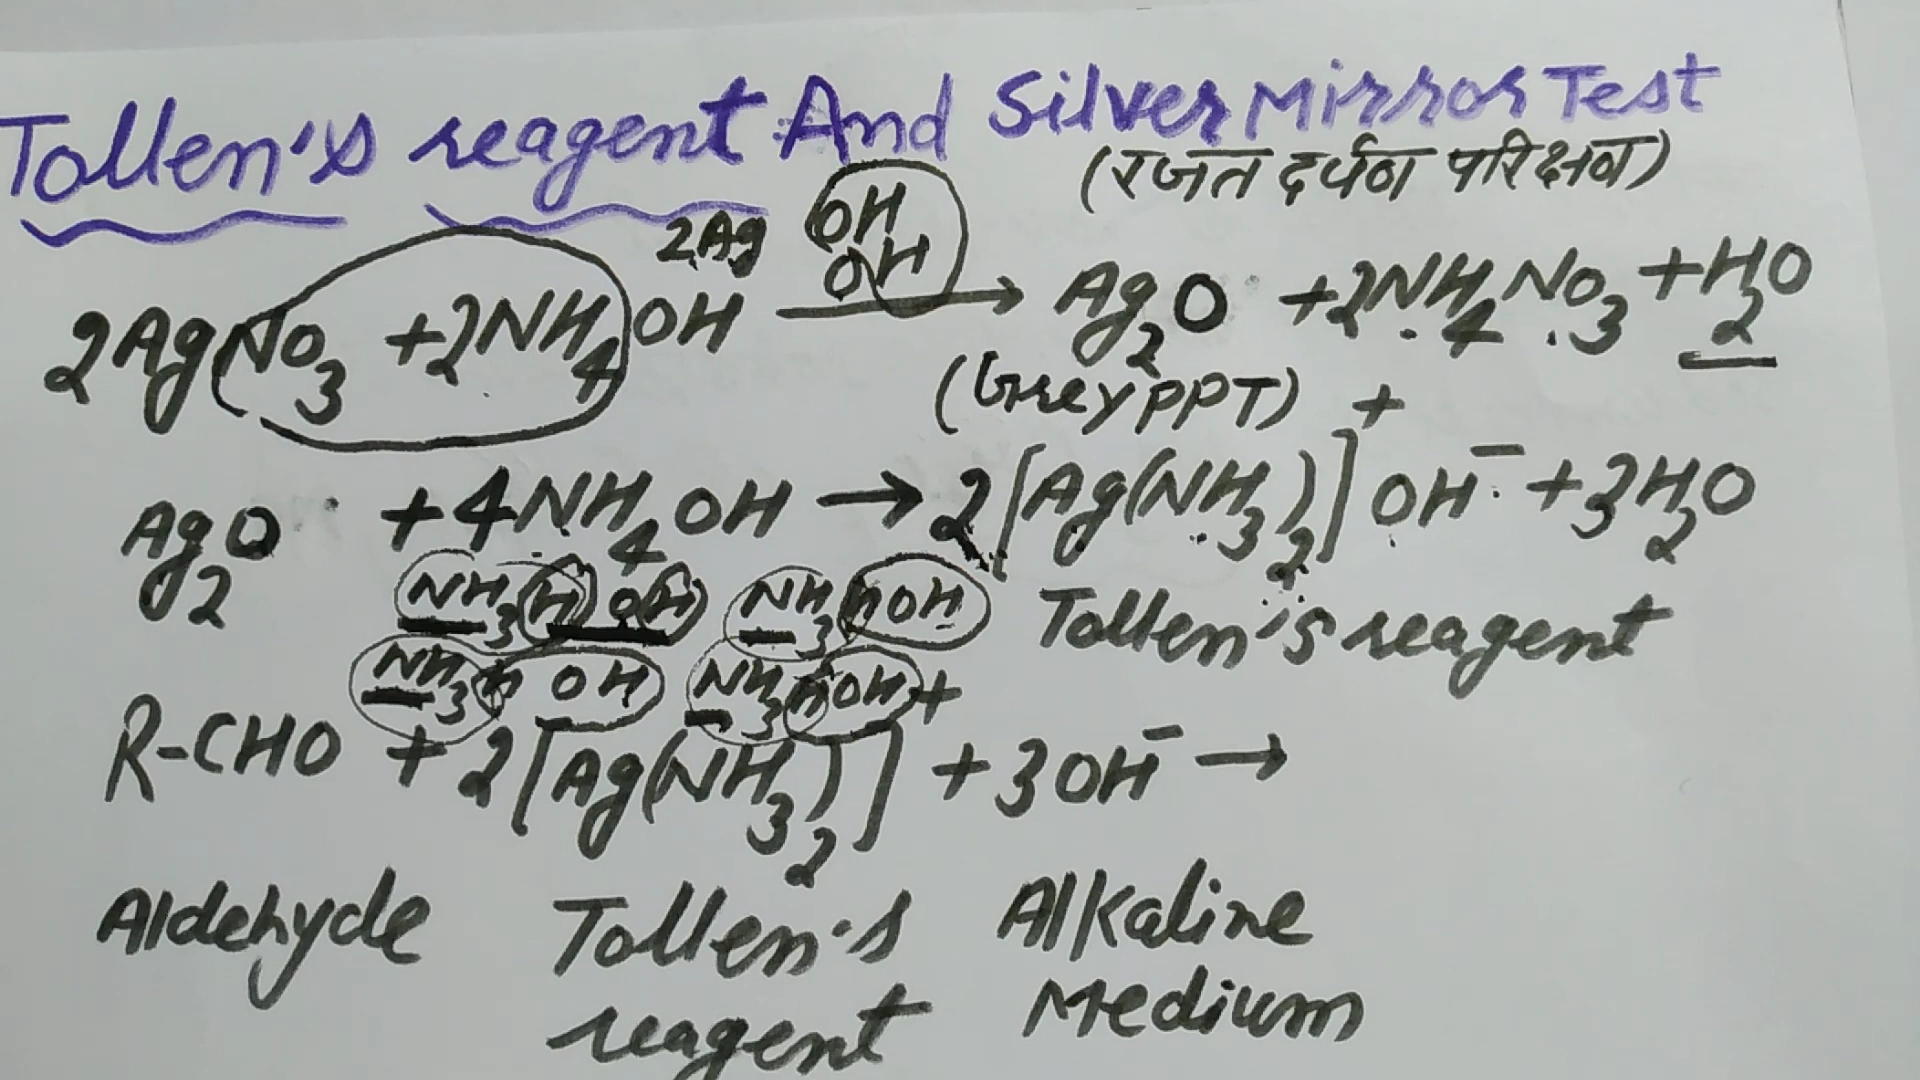 Tollen's reagent And Silver Mirror Test
(रजत दर्पण परिक्षण)
2Ag OH
OH
2AgNO3 +2NH4OH → Ag2O +2NH4NO3 +H2O
(Grey PPT)
Ag2O +4NH4OH → 2[Ag(NH3)2]+ OH- +3H2O
NH3 H OH NH3 HOH Tollen's reagent
NH3 H OH NH3 HOH
R-CHO +2[Ag(NH3)2]+ +3OH- →
Aldehyde Tollen's reagent Alkaline Medium